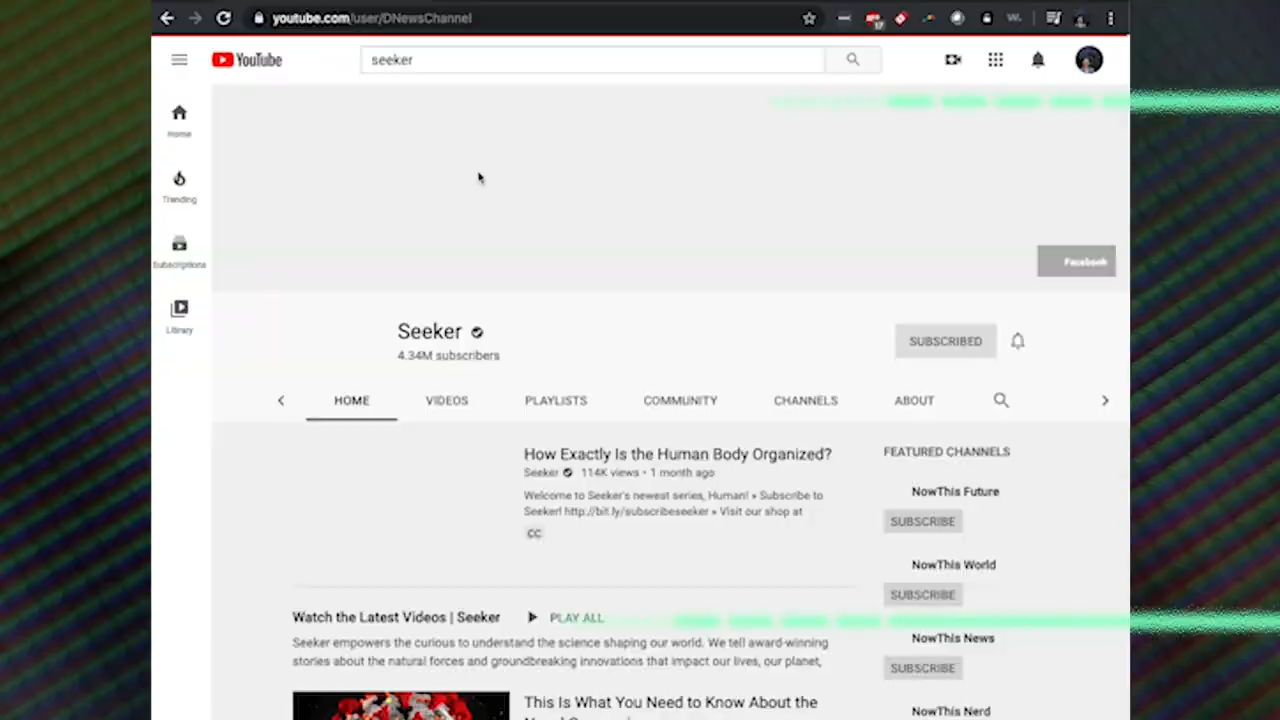 youtube.com/user/DNewsChannel
17
YouTube
seeker
Home
Trending
Subscriptions
Library
Facebook
Seeker
4.34M subscribers
SUBSCRIBED
HOME VIDEOS PLAYLISTS COMMUNITY CHANNELS ABOUT
How Exactly Is the Human Body Organized?
Seeker 114K views • 1 month ago
Welcome to Seeker's newest series, Human! » Subscribe to
Seeker! http://bit.ly/subscribeseeker » Visit our shop at
CC
FEATURED CHANNELS
NowThis Future
SUBSCRIBE
NowThis World
SUBSCRIBE
NowThis News
SUBSCRIBE
NowThis Nerd
Watch the Latest Videos | Seeker PLAY ALL
Seeker empowers the curious to understand the science shaping our world. We tell award-winning
stories about the natural forces and groundbreaking innovations that impact our lives, our planet,
This Is What You Need to Know About the